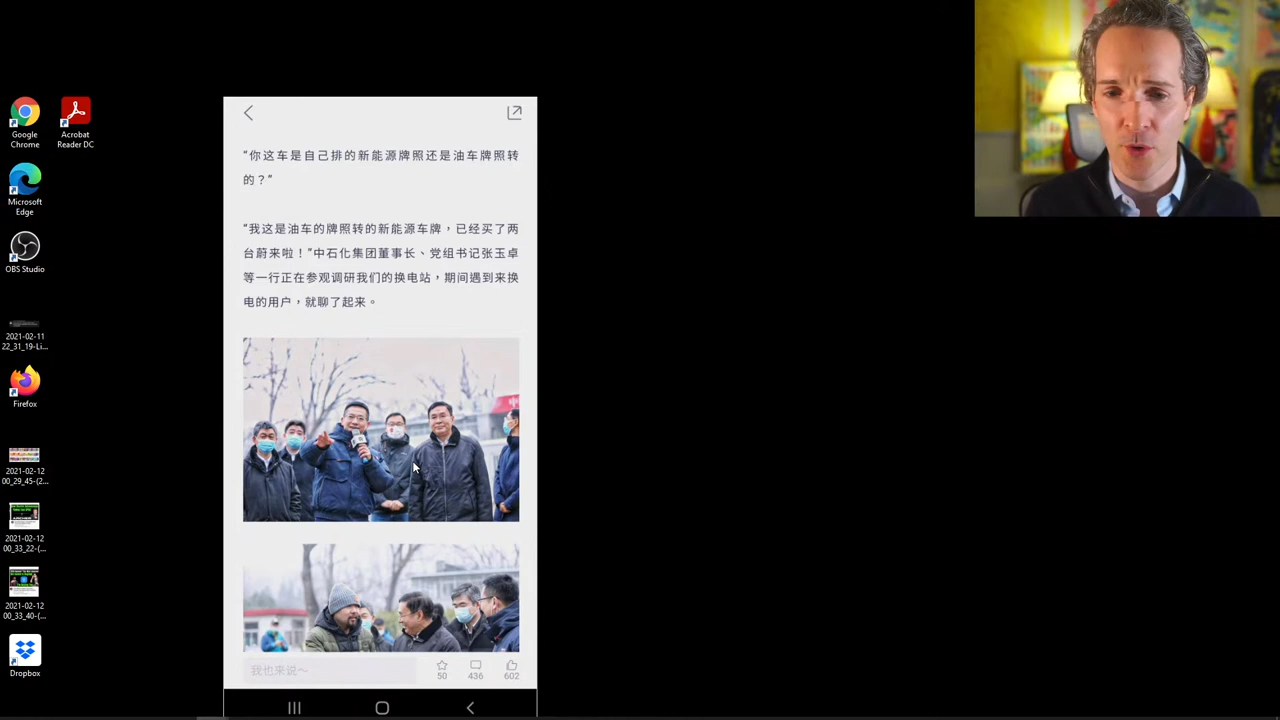 Google
Chrome
Acrobat
Reader DC
Microsoft
Edge
OBS Studio
2021-02-11
22_31_19-Li...
Firefox
2021-02-12
00_29_45-(2...
2021-02-12
00_33_22-(...
2021-02-12
00_33_40-(...
Dropbox
“你这车是自己排的新能源牌照还是油车牌照转
的？”
“我这是油车的牌照转的新能源车牌，已经买了两
台蔚来啦！”中石化集团董事长、党组书记张玉卓
等一行正在参观调研我们的换电站，期间遇到来换
电的用户，就聊了起来。
中
我也来说～
50
436
602